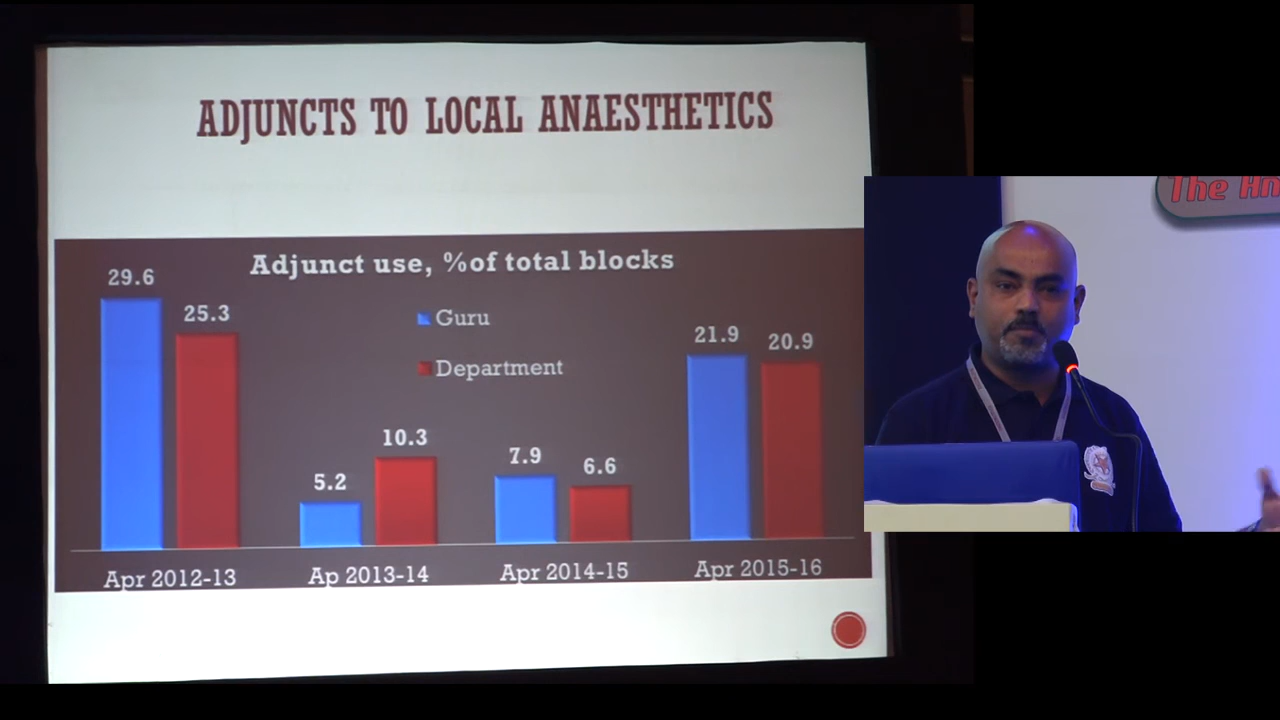 ADJUNCTS TO LOCAL ANAESTHETICS
Adjunct use, %of total blocks
Guru
Department
29.6
25.3
5.2
10.3
7.9
6.6
21.9
20.9
Apr 2012-13
Ap 2013-14
Apr 2014-15
Apr 2015-16
The